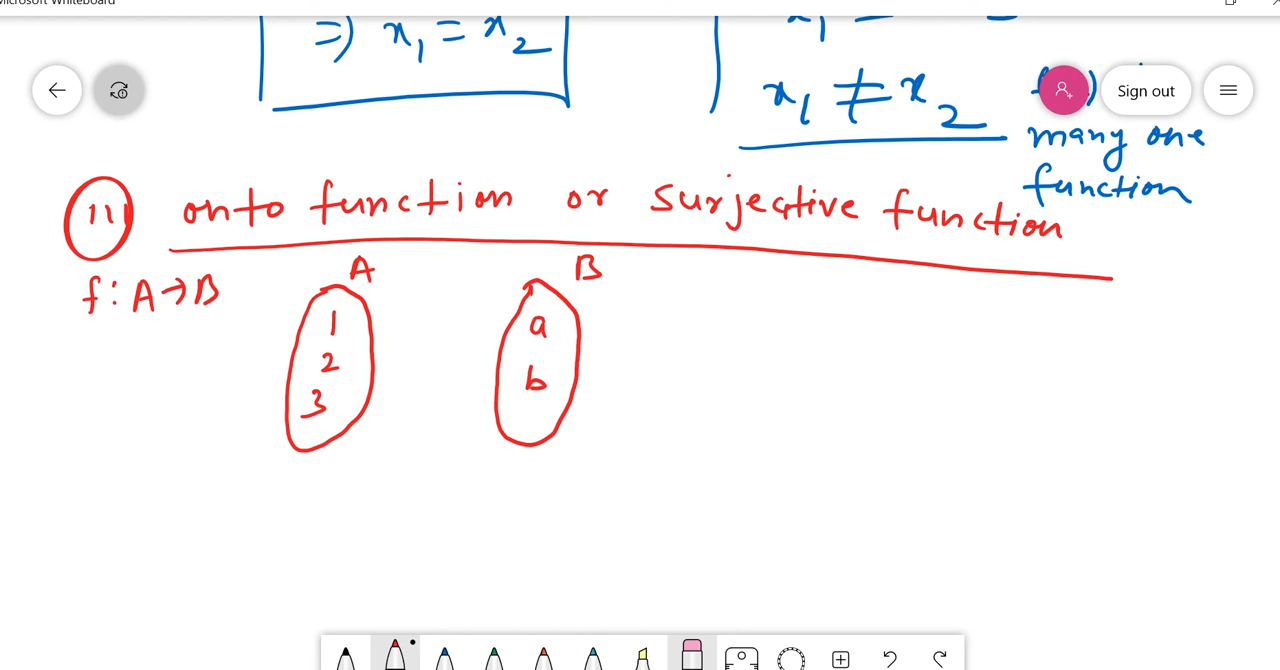 Microsoft Whiteboard
=) x₁ = x₂
x₁ ≠ x₂
Sign out
many one
function
(111) onto function or surjective function
f: A→B
A B
1 a
2 b
3